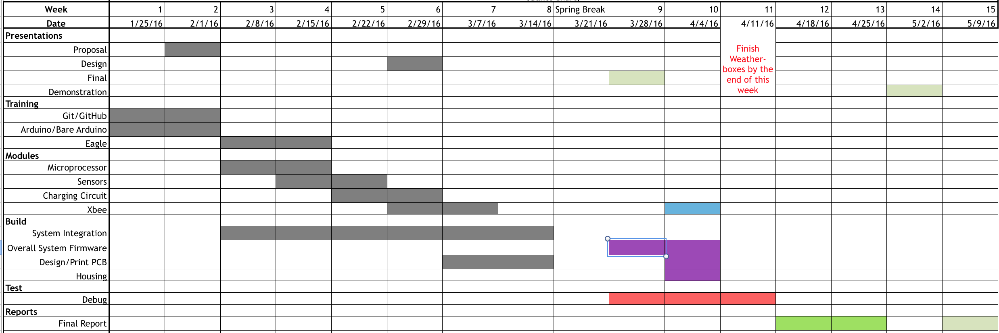 Week 1 2 3 4 5 6 7 8 Spring Break 9 10 11 12 13 14 15
Date 1/25/16 2/1/16 2/8/16 2/15/16 2/22/16 2/29/16 3/7/16 3/14/16 3/21/16 3/28/16 4/4/16 4/11/16 4/18/16 4/25/16 5/2/16 5/9/16
Presentations
Proposal
Design
Final
Demonstration
Finish
Weather-
boxes by the
end of this
week
Training
Git/GitHub
Arduino/Bare Arduino
Eagle
Modules
Microprocessor
Sensors
Charging Circuit
Xbee
Build
System Integration
Overall System Firmware
Design/Print PCB
Housing
Test
Debug
Reports
Final Report